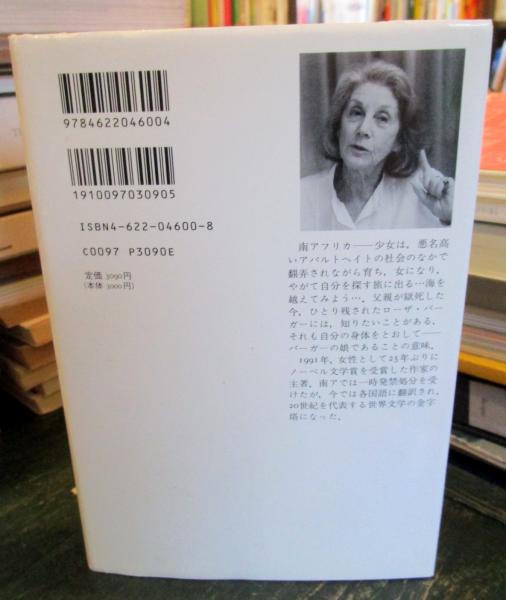 9784622046004
1910097030905
ISBN4-622-04600-8
C0097 P3090E
定価 3090円
(本体 3000円)
南アフリカ――少女は，悪名高
いアパルトヘイトの社会のなかで
翻弄されながら育ち，女になり，
やがて自分を探す旅に出る…海を
越えてみよう…．父親が獄死した
今，ひとり残されたローザ・バー
ガーには，知りたいことがある．
それも自分の身体をとおして――
バーガーの娘であることの意味．
1991年，女性として25年ぶりに
ノーベル文学賞を受賞した作家の
主著．南アでは一時発禁処分を受
けたが，今では各国語に翻訳され，
20世紀を代表する世界文学の金字
塔になった．